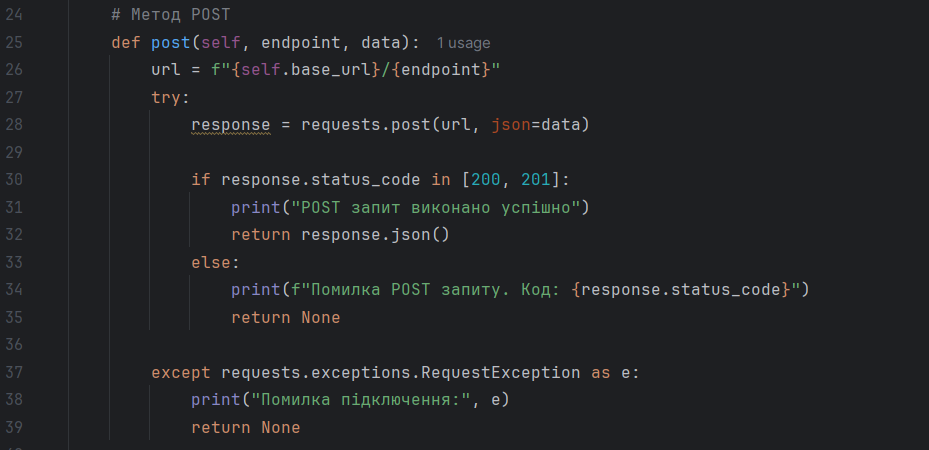 24 # Метод POST
25 def post(self, endpoint, data): 1 usage
26 url = f"{self.base_url}/{endpoint}"
27 try:
28 response = requests.post(url, json=data)
29
30 if response.status_code in [200, 201]:
31 print("POST запит виконано успішно")
32 return response.json()
33 else:
34 print(f"Помилка POST запиту. Код: {response.status_code}")
35 return None
36
37 except requests.exceptions.RequestException as e:
38 print("Помилка підключення:", e)
39 return None